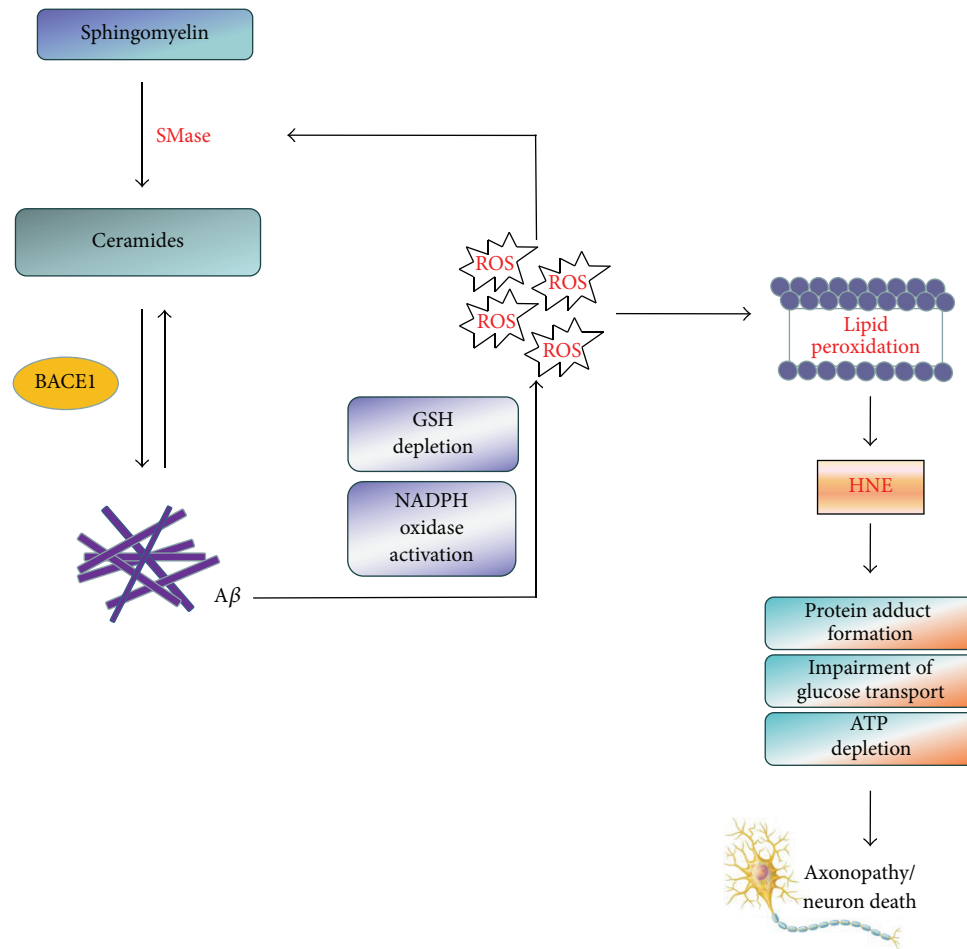 Sphingomyelin
SMase
Ceramides
BACE1
Aβ
GSH
depletion
NADPH
oxidase
activation
ROS
ROS
ROS
ROS
Lipid
peroxidation
HNE
Protein adduct
formation
Impairment of
glucose transport
ATP
depletion
Axonopathy/
neuron death